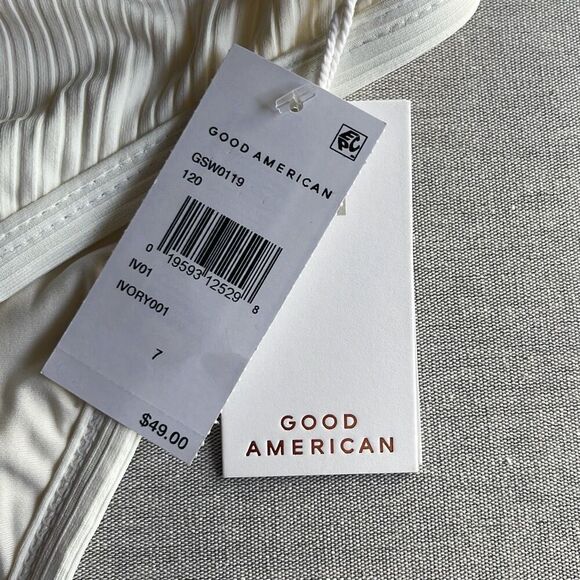 GOOD AMERICAN
GSW0119
120
0 19593 12529 8
IV01
IVORY001
7
$49.00
GOOD
AMERICAN